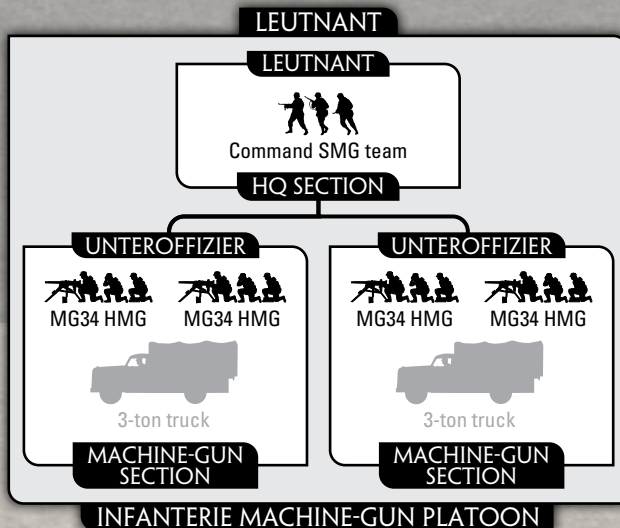 LEUTNANT
LEUTNANT
Command SMG team
HQ SECTION
UNTEROFFIZIER
MG34 HMG MG34 HMG
3-ton truck
MACHINE-GUN
SECTION
UNTEROFFIZIER
MG34 HMG MG34 HMG
3-ton truck
MACHINE-GUN
SECTION
INFANTERIE MACHINE-GUN PLATOON